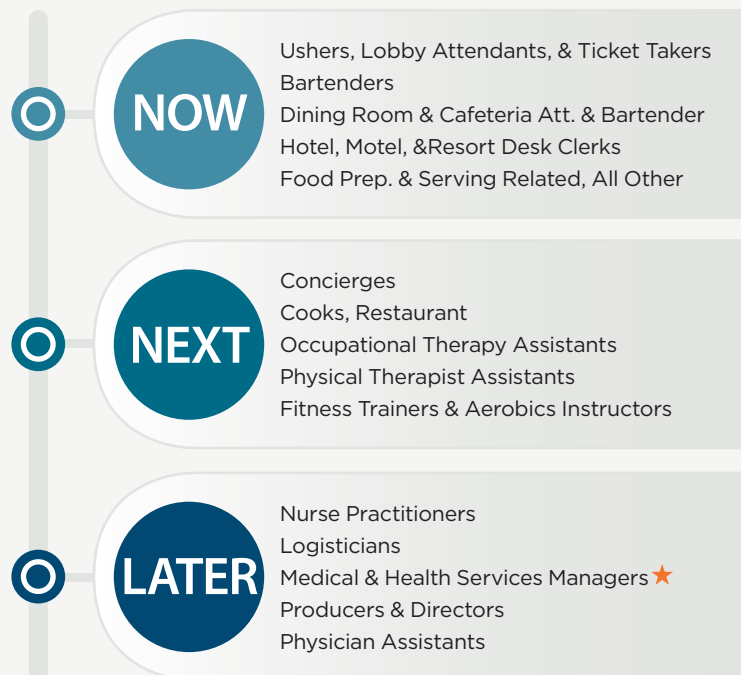 NOW
Ushers, Lobby Attendants, & Ticket Takers
Bartenders
Dining Room & Cafeteria Att. & Bartender
Hotel, Motel, &Resort Desk Clerks
Food Prep. & Serving Related, All Other
NEXT
Concierges
Cooks, Restaurant
Occupational Therapy Assistants
Physical Therapist Assistants
Fitness Trainers & Aerobics Instructors
LATER
Nurse Practitioners
Logisticians
Medical & Health Services Managers
Producers & Directors
Physician Assistants